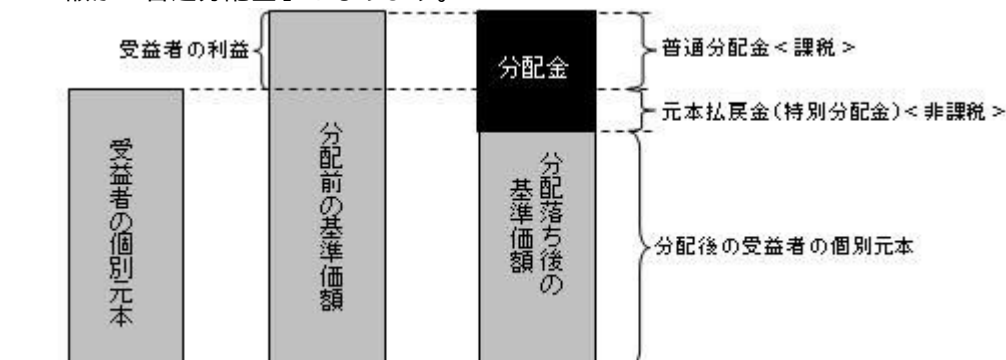 受益者の利益
分配金
普通分配金＜課税＞
元本払戻金（特別分配金）＜非課税＞
受益者の個別元本
分配前の基準価額
分配落ち後の
基準価額
分配後の受益者の個別元本